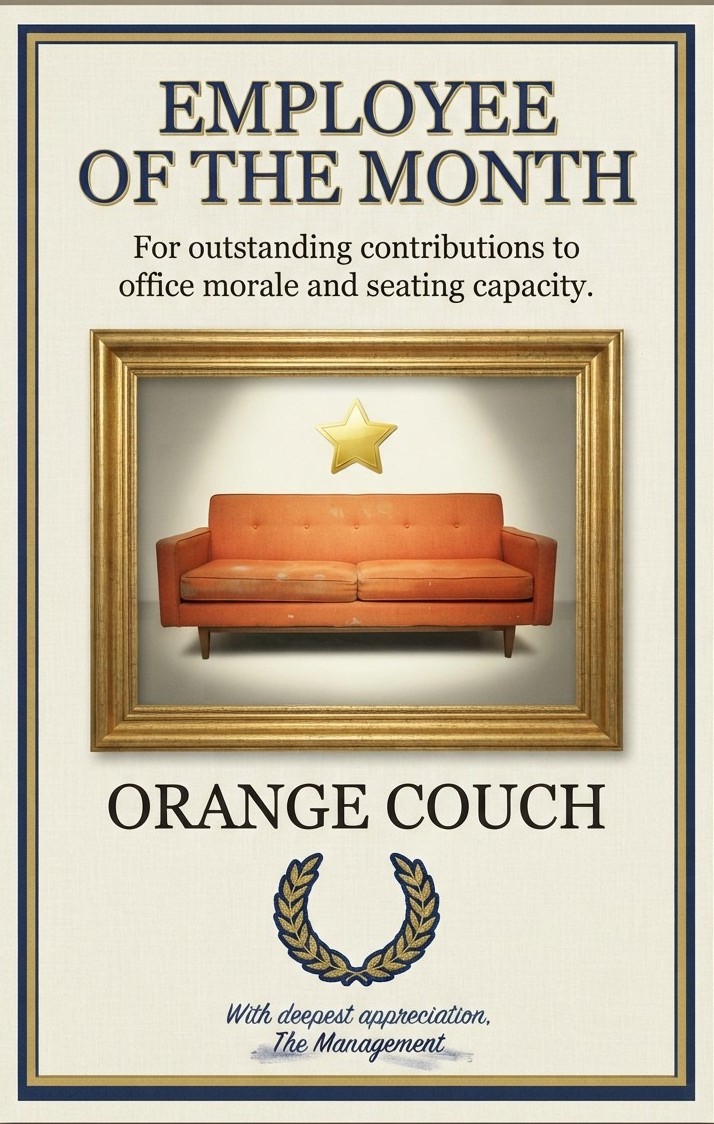 EMPLOYEE
OF THE MONTH
For outstanding contributions to
office morale and seating capacity.
ORANGE COUCH
With deepest appreciation,
The Management